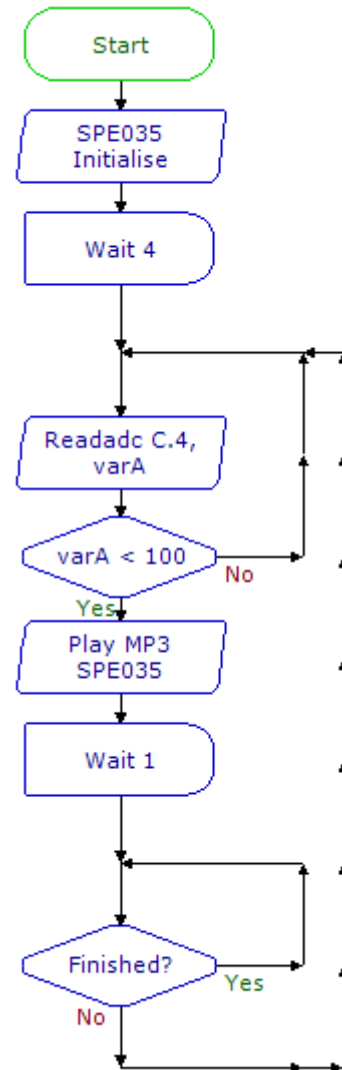 Start
SPE035
Initialise
Wait 4
Readadc C.4,
varA
varA < 100
No
Yes
Play MP3
SPE035
Wait 1
Finished?
Yes
No